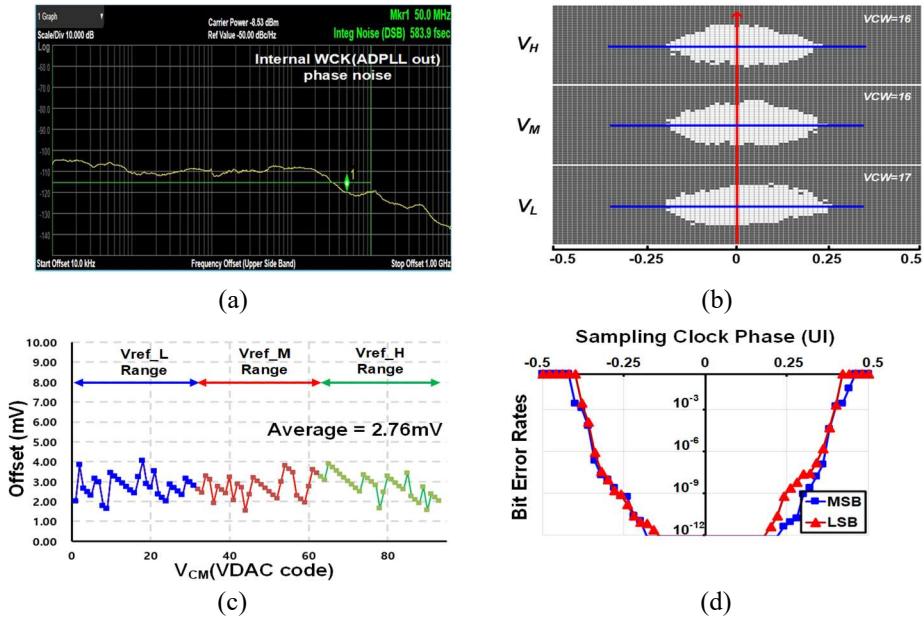 1 Graph
Scale/Div 10.000 dB
Carrier Power -8.53 dBm
Ref Value -50.00 dBc/Hz
Mkr1 50.0 MHz
Integ Noise (DSB) 583.9 fsec
Log
Internal WCK(ADPLL out)
phase noise
-60.0
-70.0
-80.0
-90.0
-100
-110
-120
-130
-140
1
Start Offset 10.0 kHz
Frequency Offset (Upper Side Band)
Stop Offset 1.00 GHz
(a)
VCW=16
VH
VCW=16
VM
VCW=17
VL
-0.5
-0.25
0
0.25
0.5
(b)
10.00
9.00
8.00
7.00
6.00
5.00
4.00
3.00
2.00
1.00
0.00
Offset (mV)
Vref_L
Range
Vref_M
Range
Vref_H
Range
Average = 2.76mV
0
20
40
60
80
VCM(VDAC code)
(c)
Sampling Clock Phase (UI)
-0.5
-0.25
0
0.25
0.5
Bit Error Rates
10-3
10-6
10-9
10-12
MSB
LSB
(d)